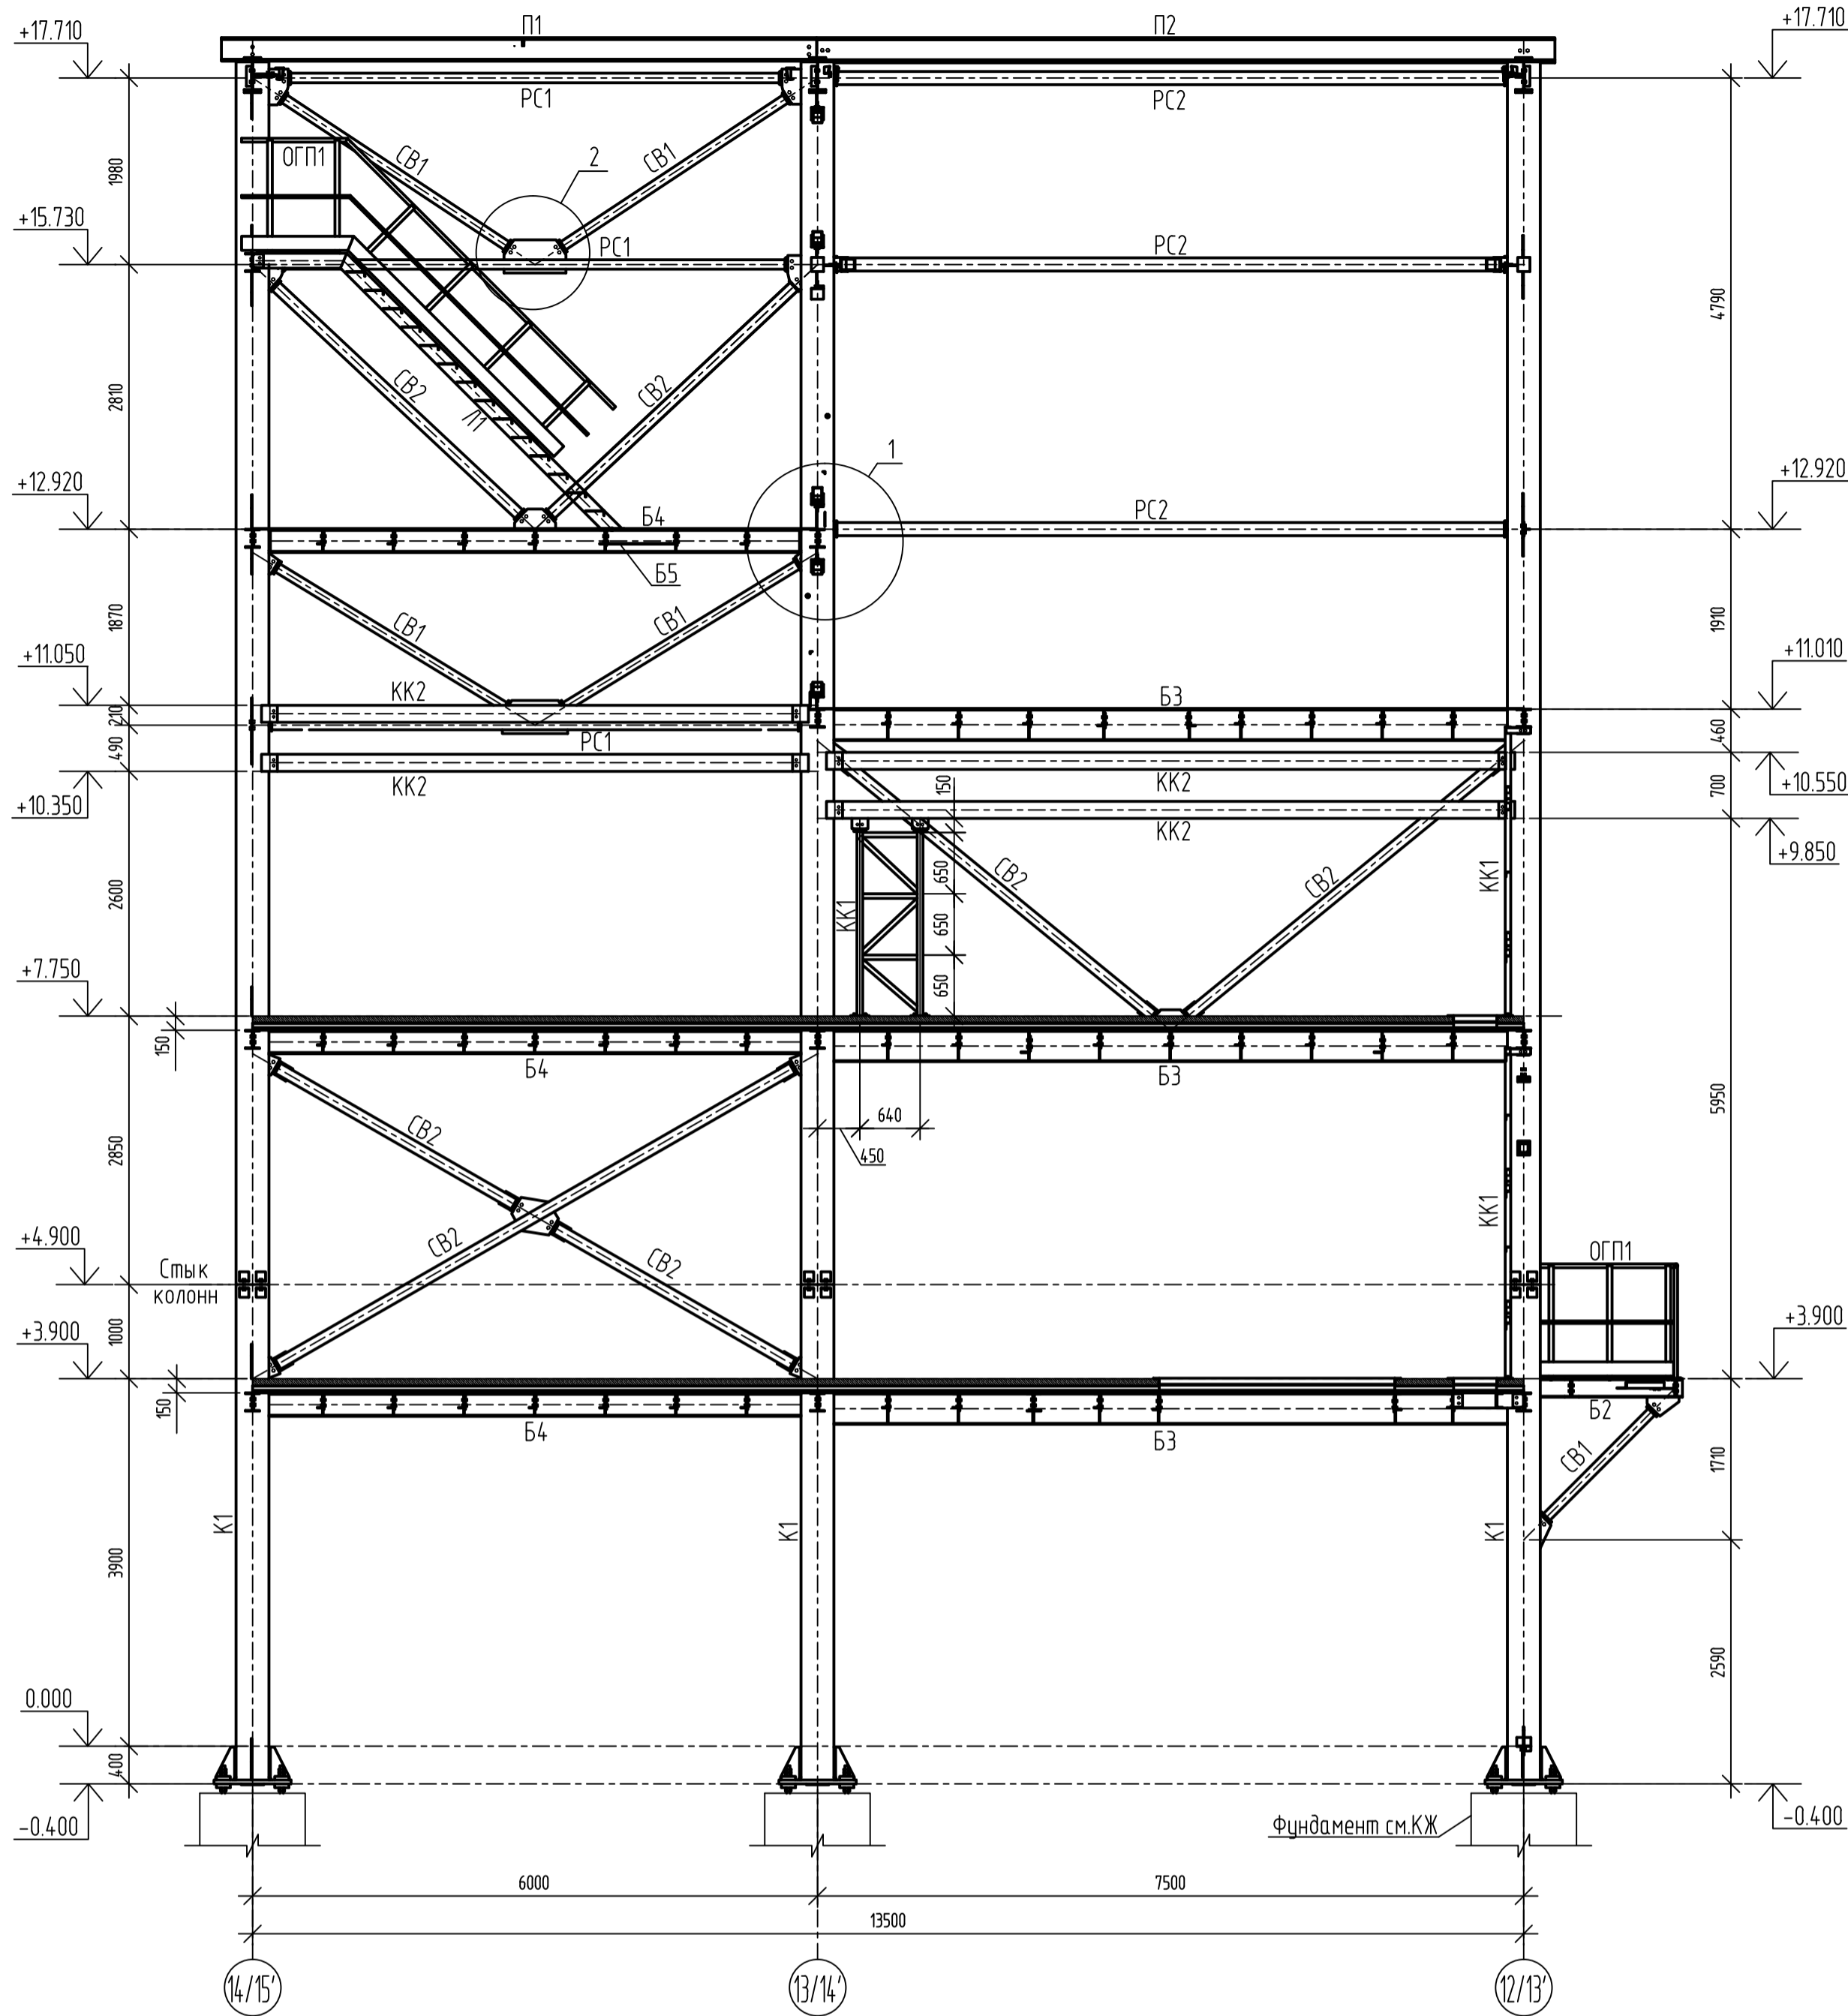 П1
П2
+17.710
+17.710
РС1
РС2
ОГП1
СВ1
СВ1
2
1980
+15.730
РС1
РС2
4790
2810
СВ2
СВ2
Л1
1
+12.920
+12.920
Б4
РС2
Б5
1870
СВ1
СВ1
1910
+11.050
+11.010
КК2
Б3
210
460
490
РС1
КК2
КК2
150
700
+10.550
+10.350
КК2
+9.850
2600
КК1
650
650
650
СВ2
СВ2
КК1
+7.750
150
Б4
Б3
640
450
5950
2850
СВ2
СВ2
СВ2
КК1
+4.900
Стык
колонн
ОГП1
1000
+3.900
+3.900
150
Б4
Б3
Б2
СВ1
1710
К1
К1
К1
3900
2590
0.000
400
-0.400
-0.400
Фундамент см.КЖ
6000
7500
13500
14/15'
13/14'
12/13'